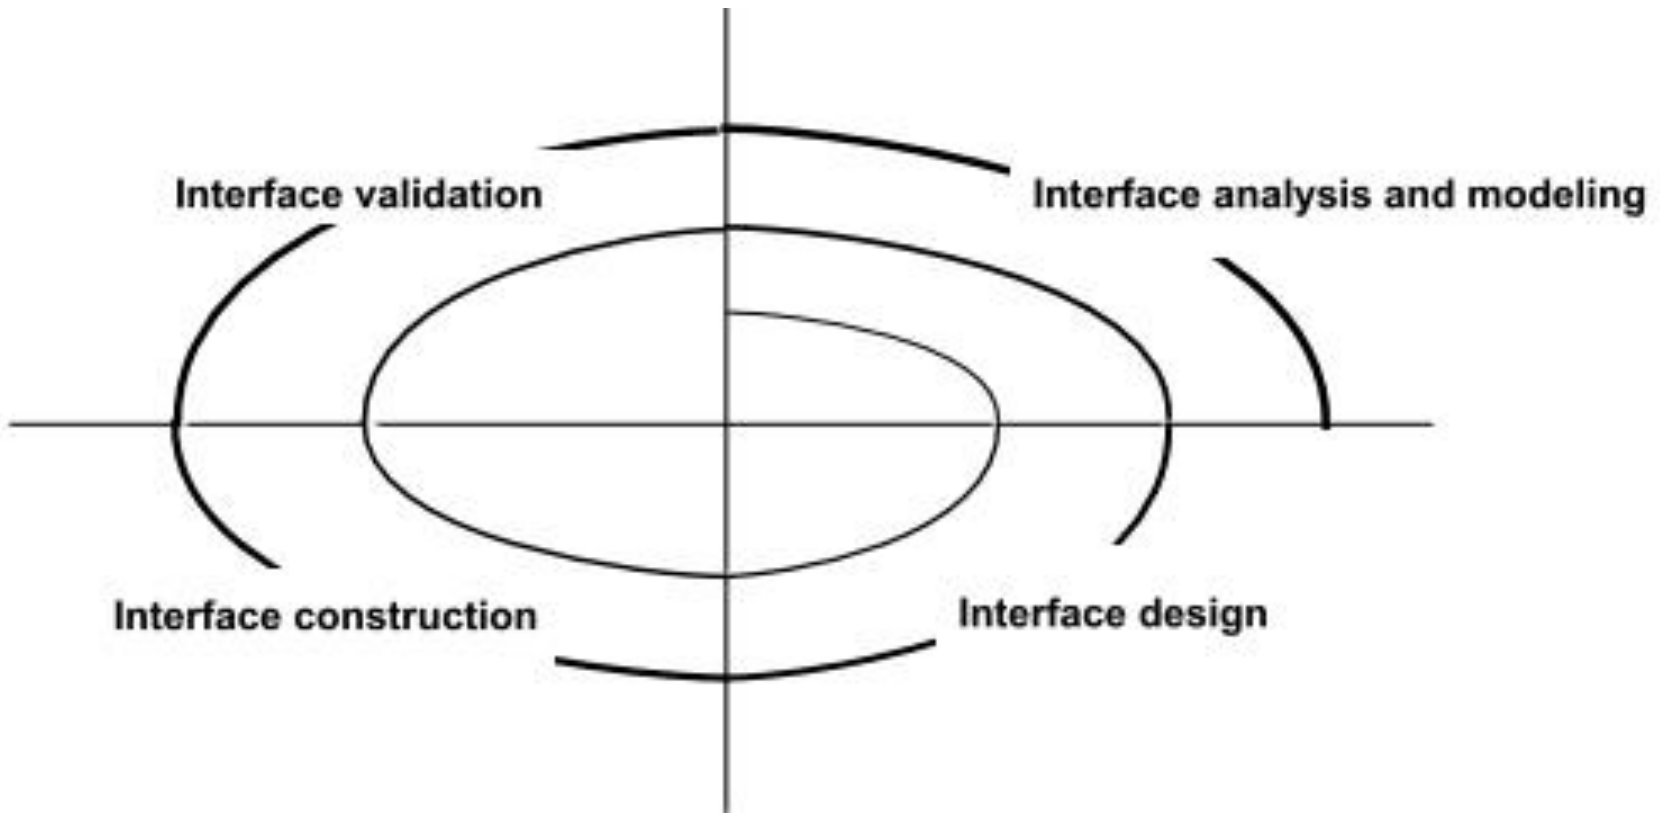 Interface validation
Interface analysis and modeling
Interface construction
Interface design